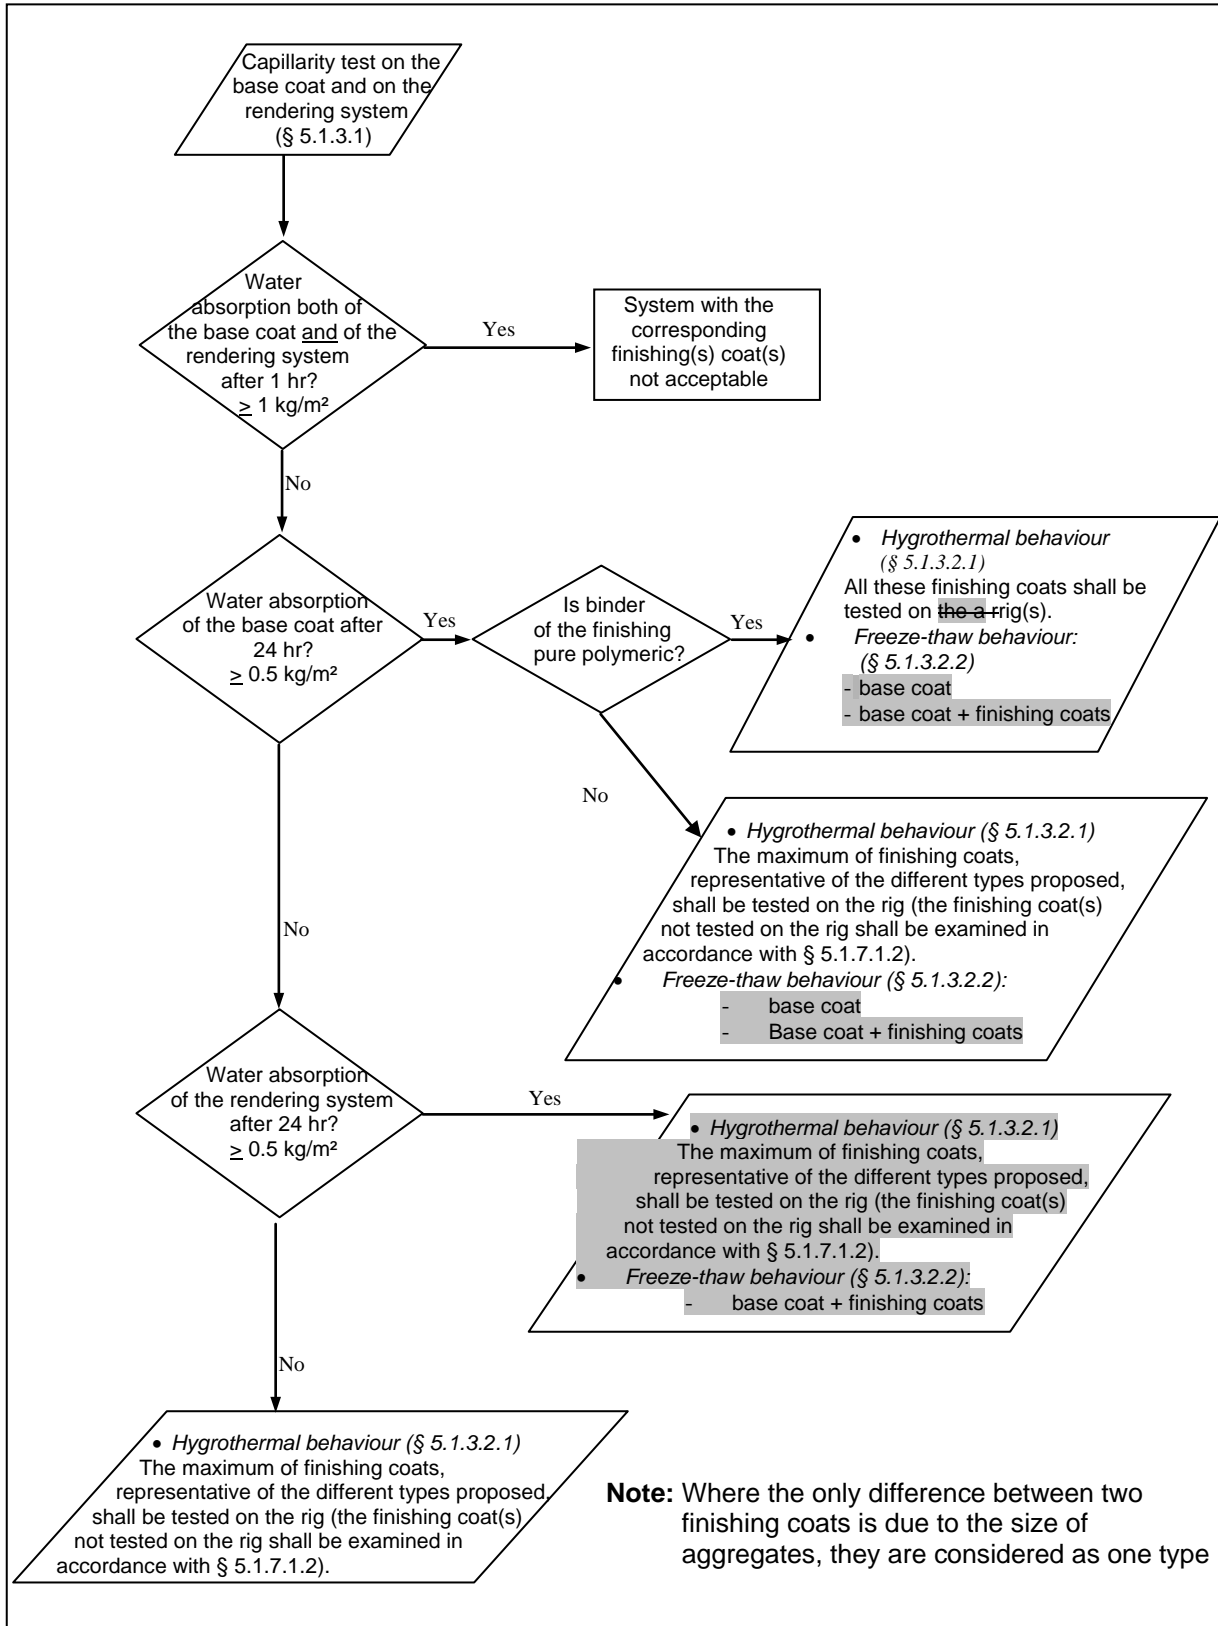 Capillarity test on the
base coat and on the
rendering system
(§ 5.1.3.1)
Water
absorption both of
the base coat and of the
rendering system
after 1 hr?
≥ 1 kg/m²
Yes
System with the
corresponding
finishing(s) coat(s)
not acceptable
No
Water absorption
of the base coat after
24 hr?
≥ 0.5 kg/m²
Yes
Is binder
of the finishing
pure polymeric?
Yes
• Hygrothermal behaviour
(§ 5.1.3.2.1)
All these finishing coats shall be
tested on the a rrig(s).
• Freeze-thaw behaviour:
(§ 5.1.3.2.2)
- base coat
- base coat + finishing coats
No
• Hygrothermal behaviour (§ 5.1.3.2.1)
The maximum of finishing coats,
representative of the different types proposed,
shall be tested on the rig (the finishing coat(s)
not tested on the rig shall be examined in
accordance with § 5.1.7.1.2).
• Freeze-thaw behaviour (§ 5.1.3.2.2):
- base coat
- Base coat + finishing coats
No
Water absorption
of the rendering system
after 24 hr?
≥ 0.5 kg/m²
Yes
• Hygrothermal behaviour (§ 5.1.3.2.1)
The maximum of finishing coats,
representative of the different types proposed,
shall be tested on the rig (the finishing coat(s)
not tested on the rig shall be examined in
accordance with § 5.1.7.1.2).
• Freeze-thaw behaviour (§ 5.1.3.2.2):
- base coat + finishing coats
No
• Hygrothermal behaviour (§ 5.1.3.2.1)
The maximum of finishing coats,
representative of the different types proposed,
shall be tested on the rig (the finishing coat(s)
not tested on the rig shall be examined in
accordance with § 5.1.7.1.2).
Note: Where the only difference between two
finishing coats is due to the size of
aggregates, they are considered as one type